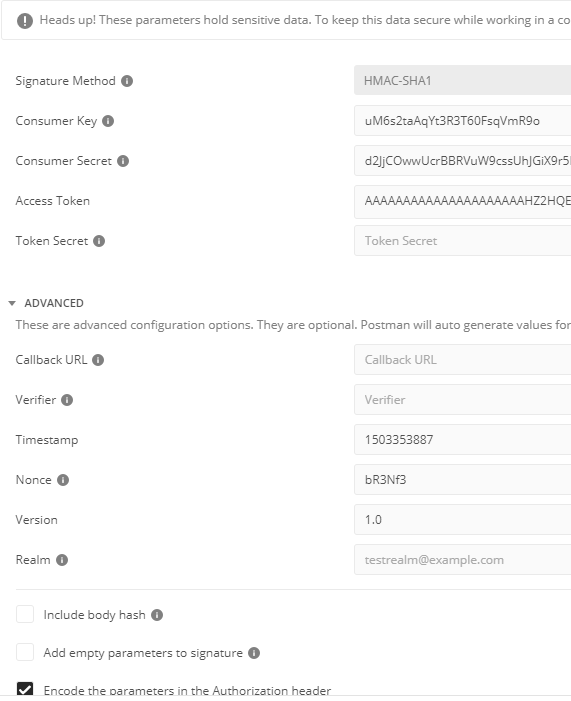 Heads up! These parameters hold sensitive data. To keep this data secure while working in a co
Signature Method HMAC-SHA1
Consumer Key uM6s2taAqYt3R3T60FsqVmR9o
Consumer Secret d2JjCOwwUcrBBRVuW9cssUhJGiX9r5
Access Token AAAAAAAAAAAAAAAAAAAAAHZ2HQE
Token Secret Token Secret
ADVANCED
These are advanced configuration options. They are optional. Postman will auto generate values for
Callback URL Callback URL
Verifier Verifier
Timestamp 1503353887
Nonce bR3Nf3
Version 1.0
Realm testrealm@example.com
Include body hash
Add empty parameters to signature
Encode the parameters in the Authorization header